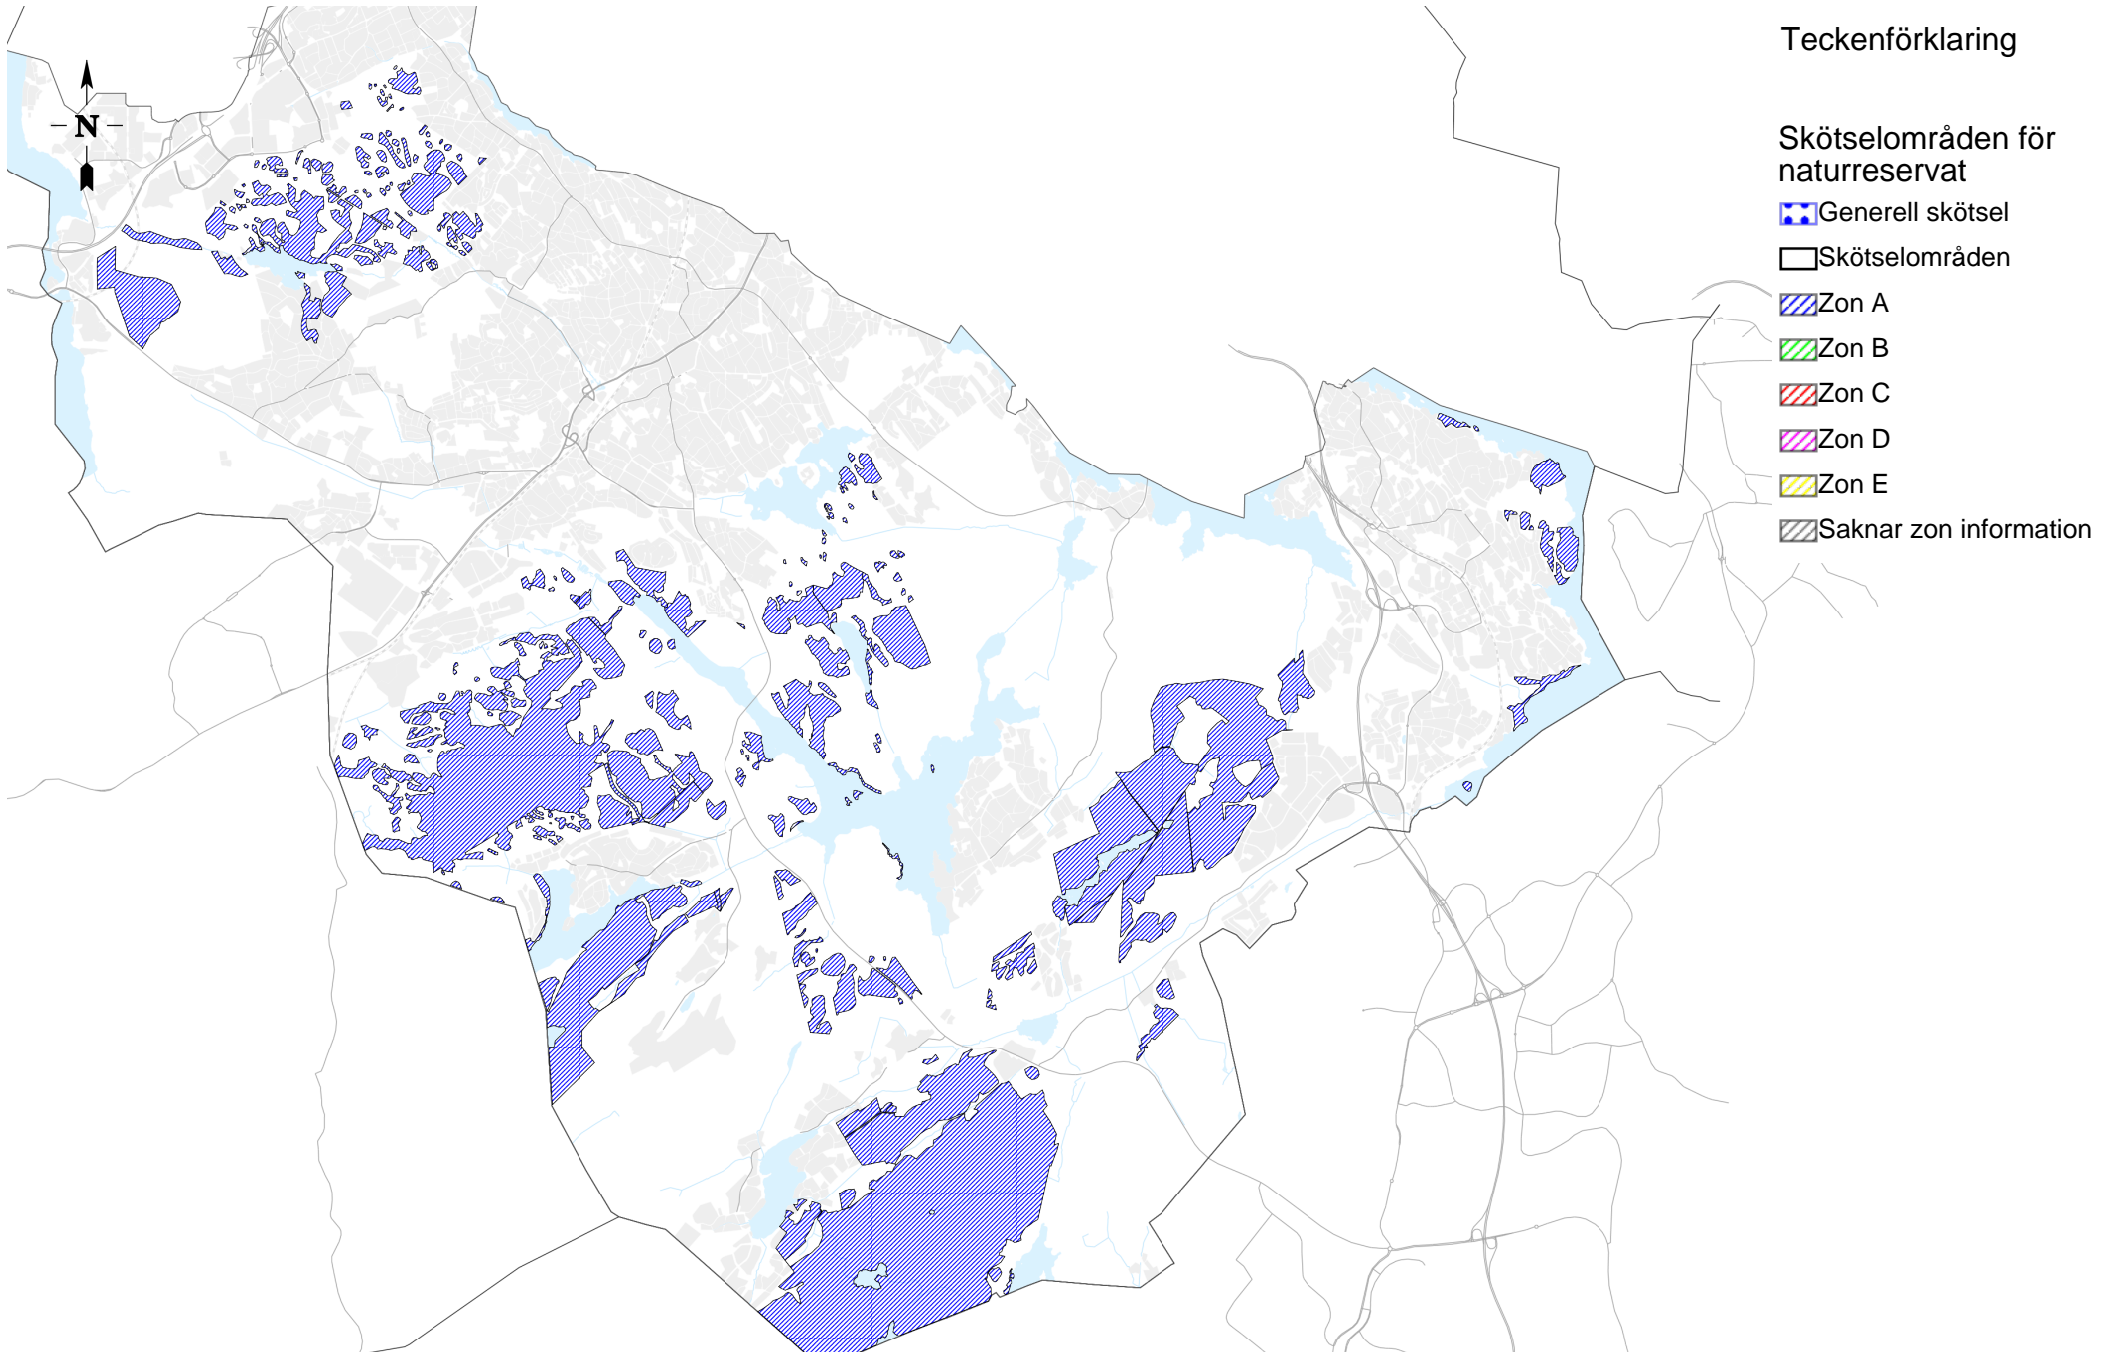 N
Teckenförklaring
Skötselområden för
naturreservat
Generell skötsel
Skötselområden
Zon A
Zon B
Zon C
Zon D
Zon E
Saknar zon information